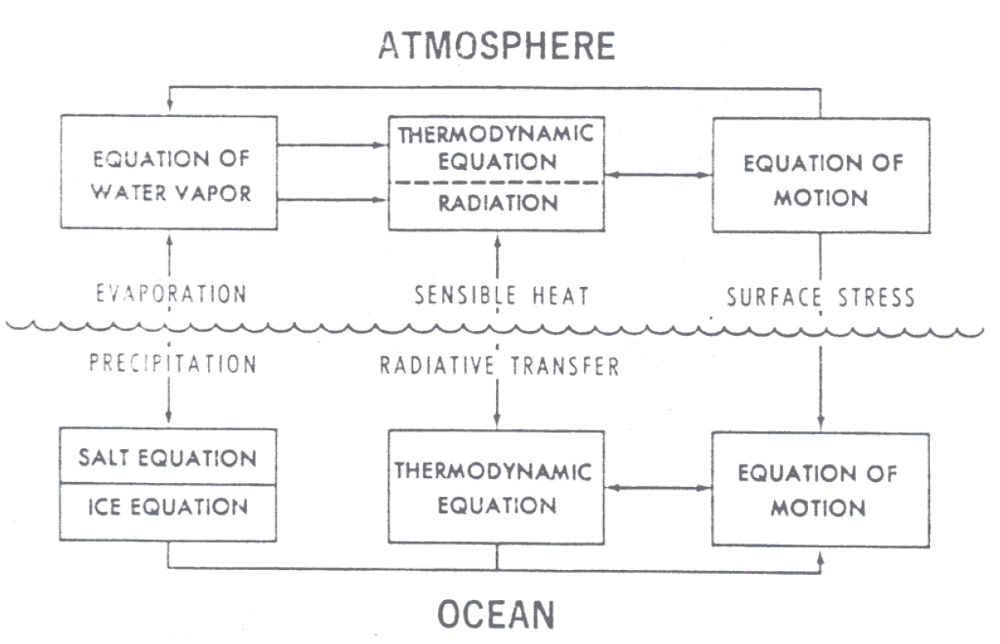 ATMOSPHERE
EQUATION OF
WATER VAPOR
THERMODYNAMIC
EQUATION
RADIATION
EQUATION OF
MOTION
EVAPORATION
SENSIBLE HEAT
SURFACE STRESS
PRECIPITATION
RADIATIVE TRANSFER
SALT EQUATION
ICE EQUATION
THERMODYNAMIC
EQUATION
EQUATION OF
MOTION
OCEAN